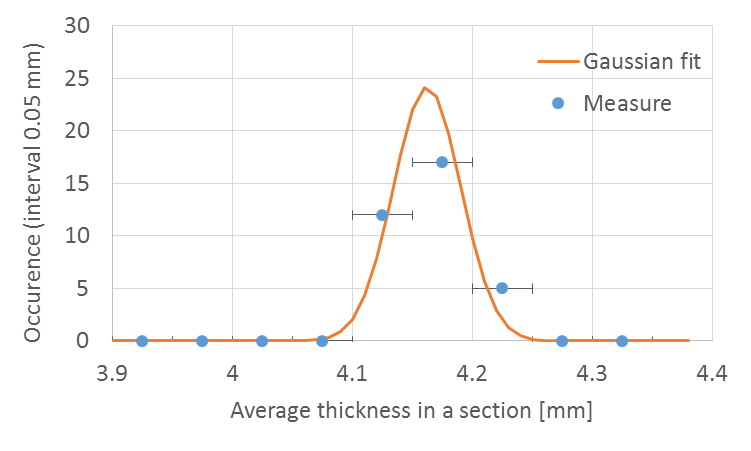 30
25
20
15
10
5
0
Occurence (interval 0.05 mm)
Gaussian fit
Measure
3.9 4 4.1 4.2 4.3 4.4
Average thickness in a section [mm]